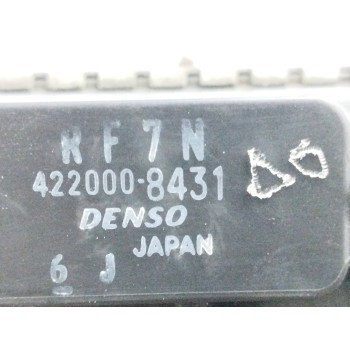 RF7N
422000-8431
DENSO
JAPAN
6 J